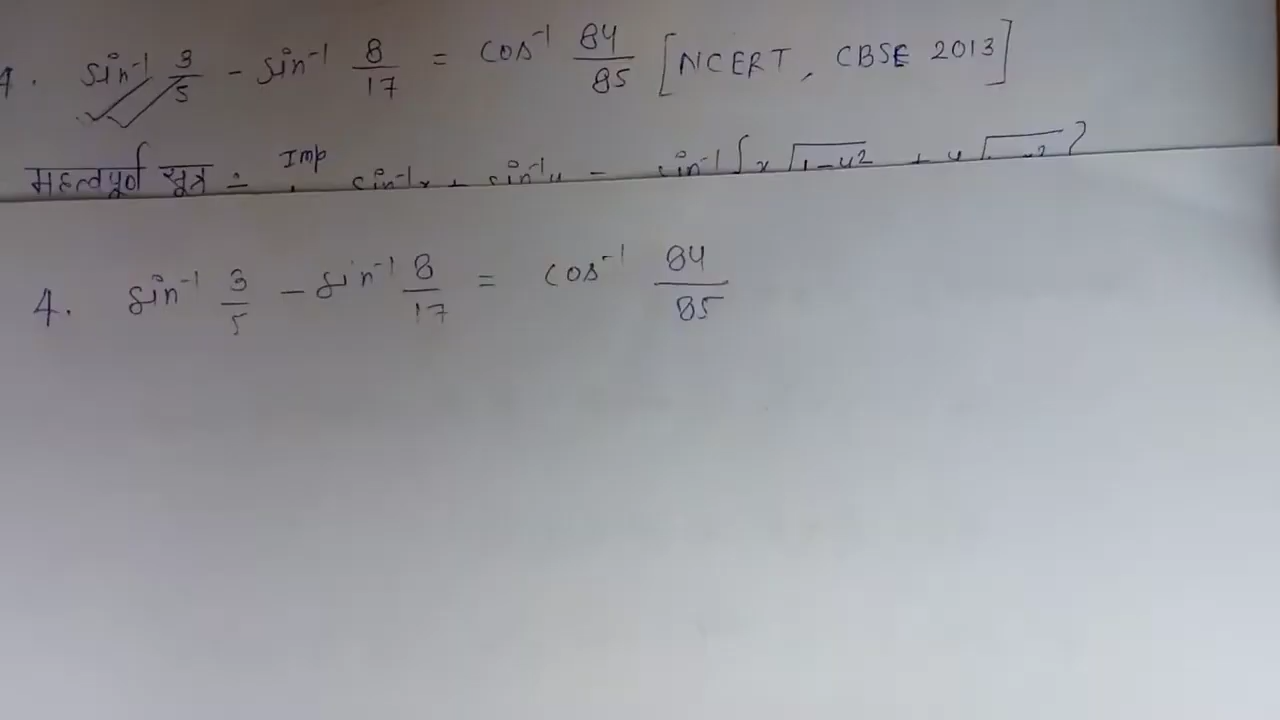 4. sin⁻¹ 3/5 - sin⁻¹ 8/17 = cos⁻¹ 84/85 [NCERT, CBSE 2013]
महत्वपूर्ण सूत्र :- Imp
4. sin⁻¹ 3/5 - sin⁻¹ 8/17 = cos⁻¹ 84/85